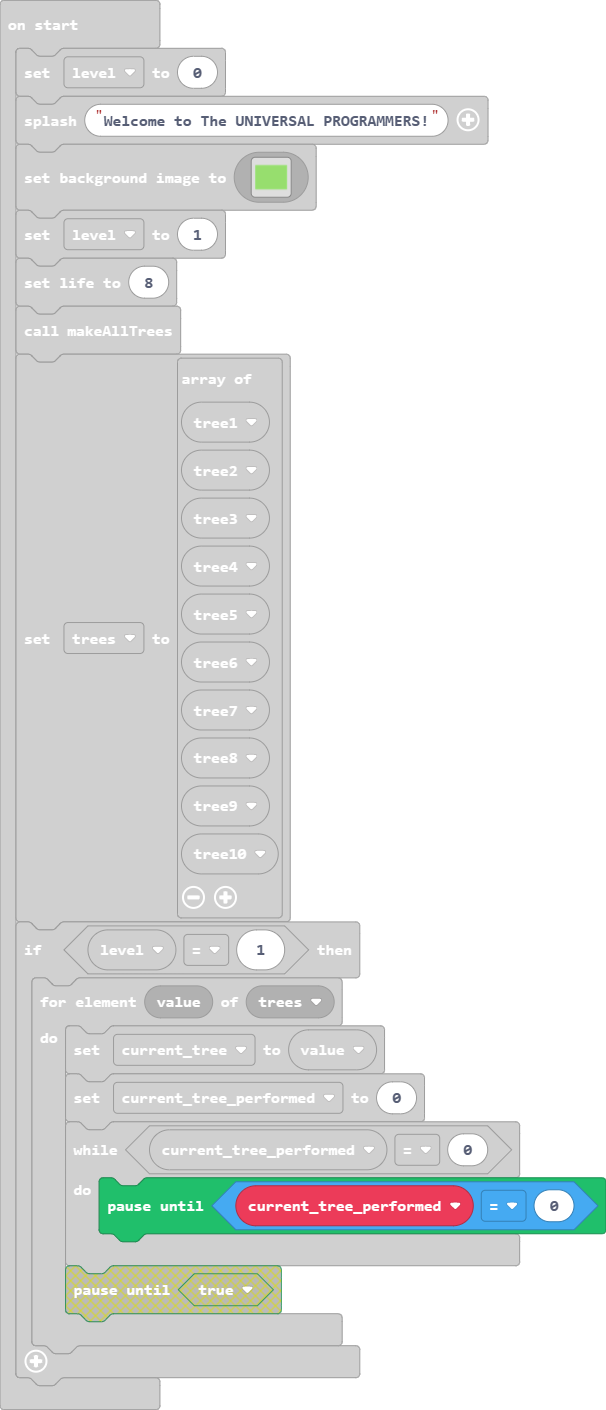 on start
set level to 0
splash "Welcome to The UNIVERSAL PROGRAMMERS!"
set background image to
set level to 1
set life to 8
call makeAllTrees
array of
tree1
tree2
tree3
tree4
tree5
set trees to
tree6
tree7
tree8
tree9
tree10
if level = 1 then
for element value of trees
do
set current_tree to value
set current_tree_performed to 0
while current_tree_performed = 0
do
pause until current_tree_performed = 0
pause until true